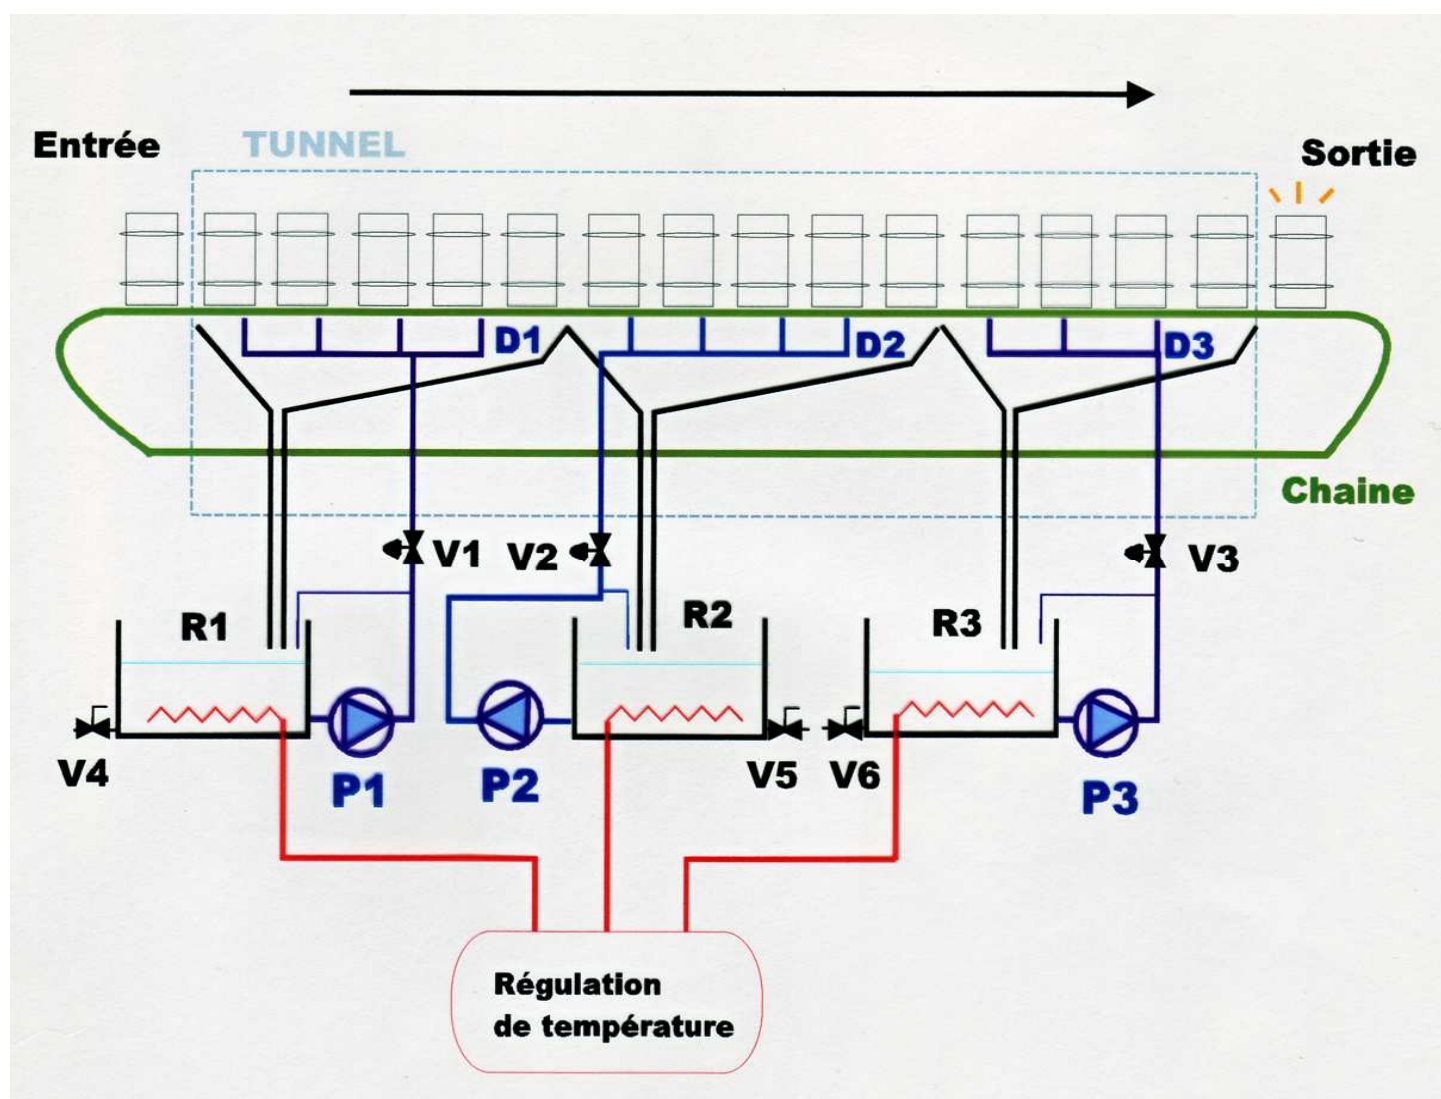 Entrée
TUNNEL
Sortie
D1
D2
D3
Chaine
V1
V2
V3
R1
R2
R3
V4
P1
P2
V5
V6
P3
Régulation
de température